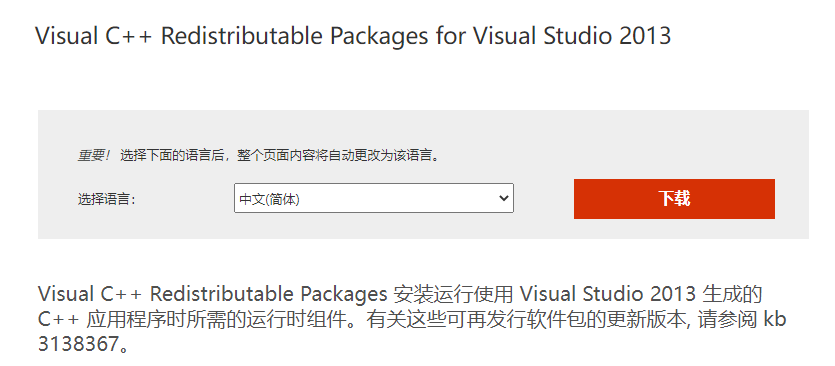 Visual C++ Redistributable Packages for Visual Studio 2013
重要! 选择下面的语言后，整个页面内容将自动更改为该语言。
选择语言: 中文(简体) 下载
Visual C++ Redistributable Packages 安装运行使用 Visual Studio 2013 生成的
C++ 应用程序时所需的运行时组件。有关这些可再发行软件包的更新版本, 请参阅 kb
3138367。